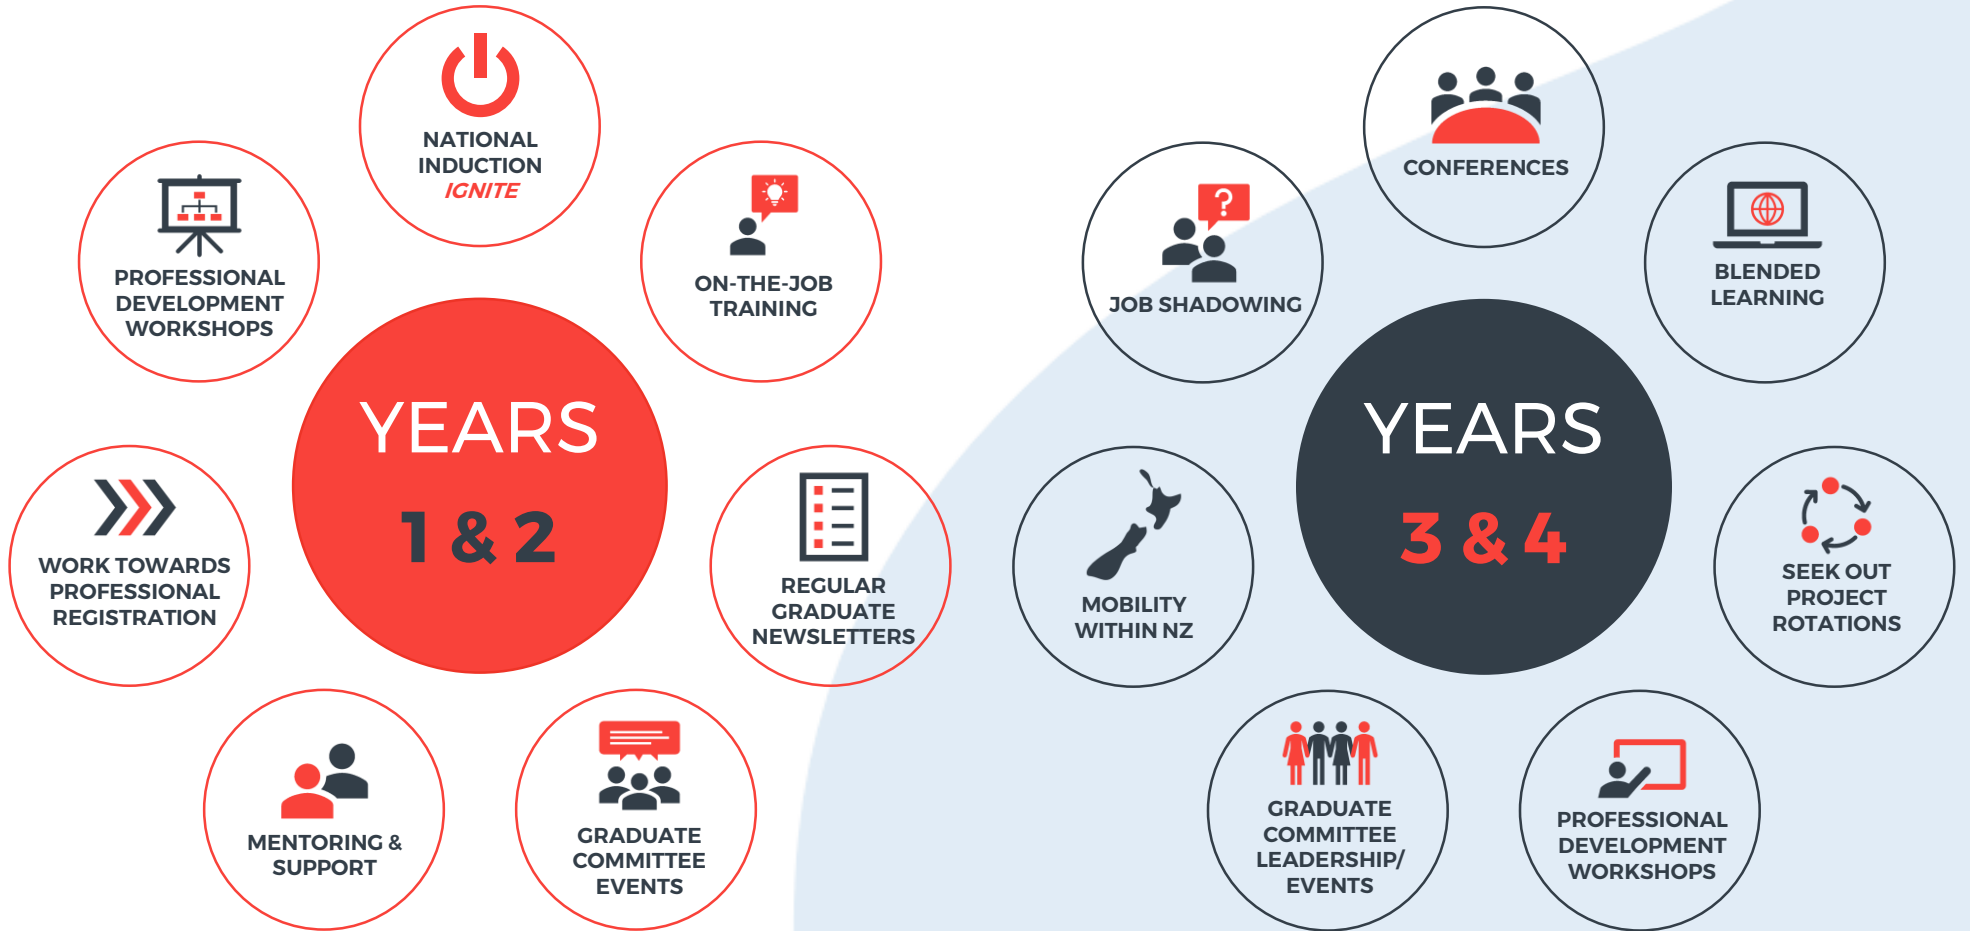 NATIONAL
INDUCTION
IGNITE
PROFESSIONAL
DEVELOPMENT
WORKSHOPS
ON-THE-JOB
TRAINING
YEARS
1 & 2
WORK TOWARDS
PROFESSIONAL
REGISTRATION
REGULAR
GRADUATE
NEWSLETTERS
MENTORING &
SUPPORT
GRADUATE
COMMITTEE
EVENTS
CONFERENCES
JOB SHADOWING
?
BLENDED
LEARNING
YEARS
3 & 4
MOBILITY
WITHIN NZ
SEEK OUT
PROJECT
ROTATIONS
GRADUATE
COMMITTEE
LEADERSHIP/
EVENTS
PROFESSIONAL
DEVELOPMENT
WORKSHOPS